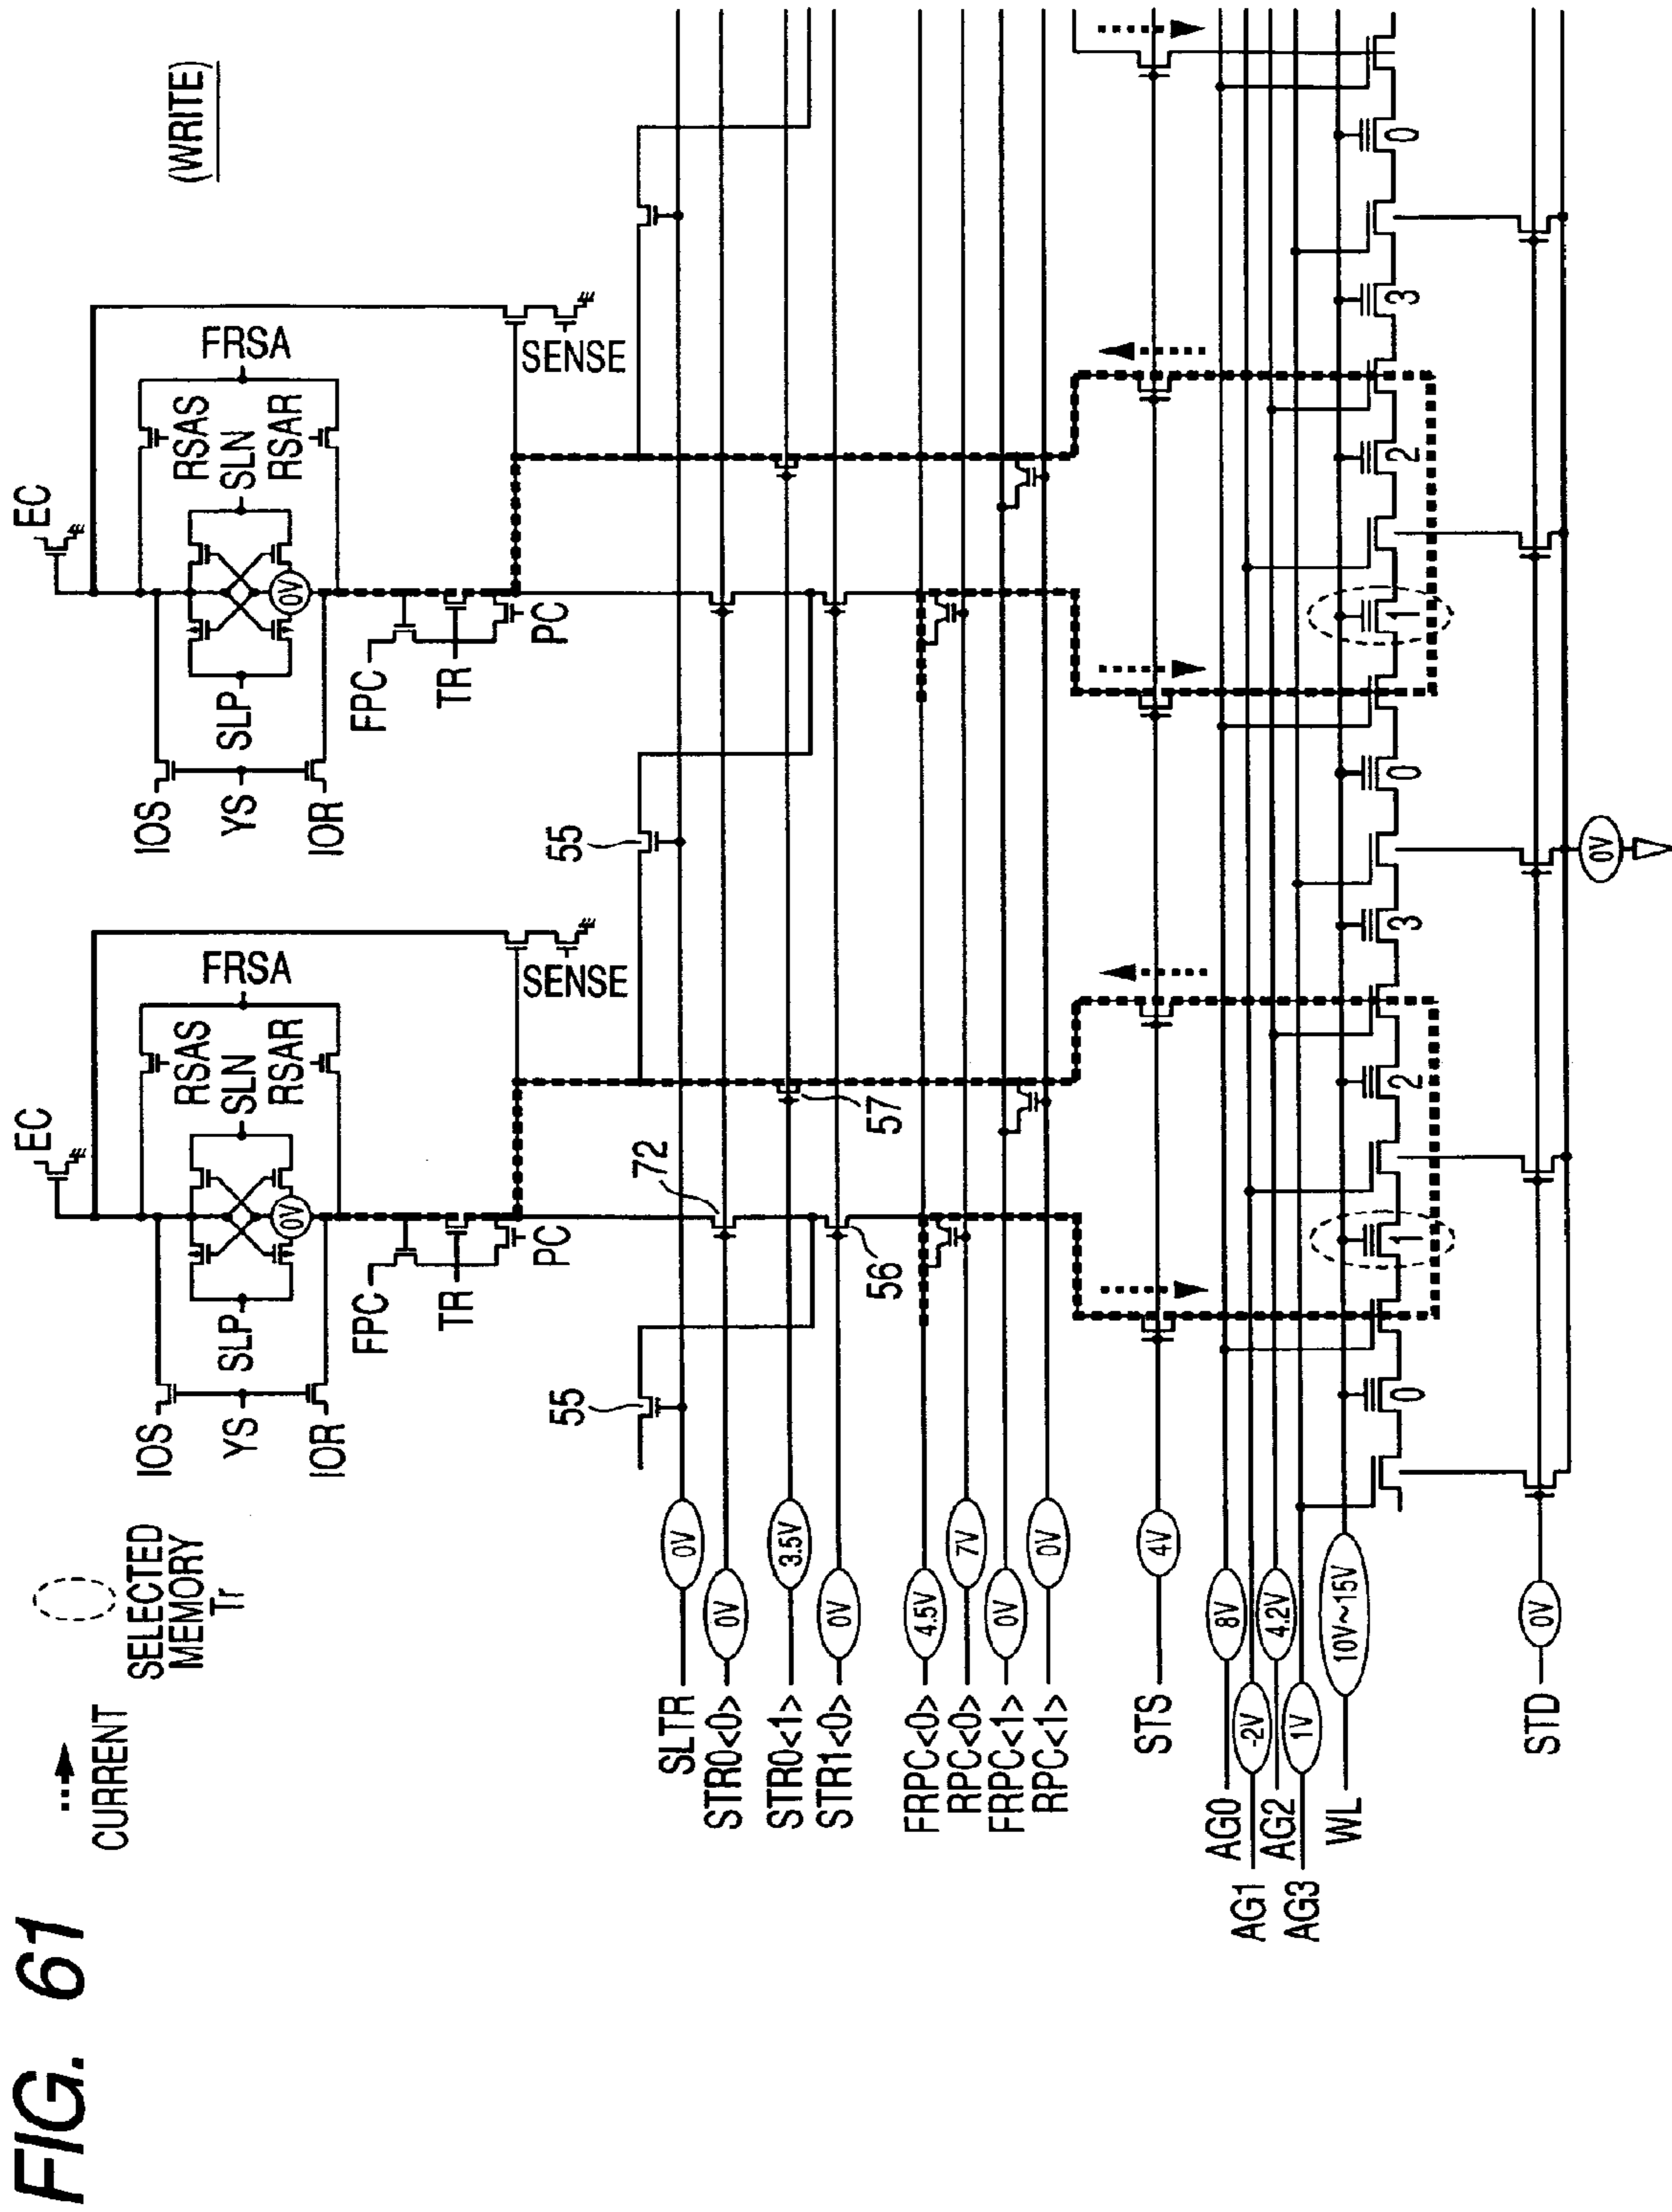 FIG. 61
CURRENT
SELECTED
MEMORY
Tr
(WRITE)
EC
IOS
YS
IOR
SLP
0V
RSAS
SLN
RSAR
FRSA
FPC
TR
PC
SENSE
EC
IOS
YS
IOR
SLP
0V
RSAS
SLN
RSAR
FRSA
FPC
TR
PC
SENSE
55
55
72
57
56
SLTR 0V
STR0<0> 0V
STR0<1> 3.5V
STR1<0> 0V
FRPC<0> 4.5V
RPC<0> 7V
FRPC<1> 0V
RPC<1> 0V
STS 4V
AG0 8V
AG1 -2V
AG2 4.2V
AG3 1V
WL 10V~15V
0 1 2 3 0 1 2 3 0
STD 0V
0V